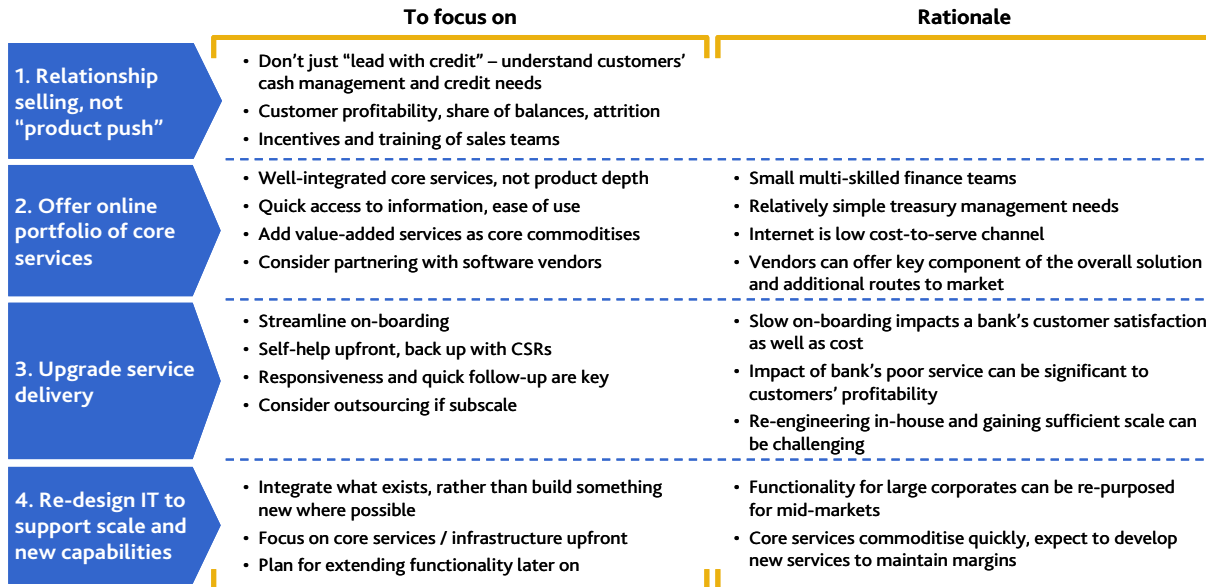 To focus on
Rationale
1. Relationship
selling, not
“product push”
• Don’t just “lead with credit” – understand customers’
cash management and credit needs
• Customer profitability, share of balances, attrition
• Incentives and training of sales teams
2. Offer online
portfolio of core
services
• Well-integrated core services, not product depth
• Quick access to information, ease of use
• Add value-added services as core commoditises
• Consider partnering with software vendors
• Small multi-skilled finance teams
• Relatively simple treasury management needs
• Internet is low cost-to-serve channel
• Vendors can offer key component of the overall solution
and additional routes to market
3. Upgrade service
delivery
• Streamline on-boarding
• Self-help upfront, back up with CSRs
• Responsiveness and quick follow-up are key
• Consider outsourcing if subscale
• Slow on-boarding impacts a bank’s customer satisfaction
as well as cost
• Impact of bank’s poor service can be significant to
customers’ profitability
• Re-engineering in-house and gaining sufficient scale can
be challenging
4. Re-design IT to
support scale and
new capabilities
• Integrate what exists, rather than build something
new where possible
• Focus on core services / infrastructure upfront
• Plan for extending functionality later on
• Functionality for large corporates can be re-purposed
for mid-markets
• Core services commoditise quickly, expect to develop
new services to maintain margins